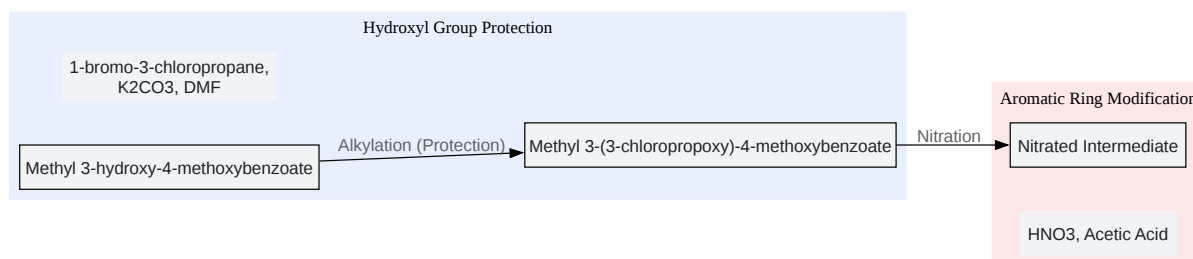 Hydroxyl Group Protection
1-bromo-3-chloropropane,
K2CO3, DMF
Methyl 3-hydroxy-4-methoxybenzoate
Alkylation (Protection)
Methyl 3-(3-chloropropoxy)-4-methoxybenzoate
Nitration
Aromatic Ring Modification
Nitrated Intermediate
HNO3, Acetic Acid